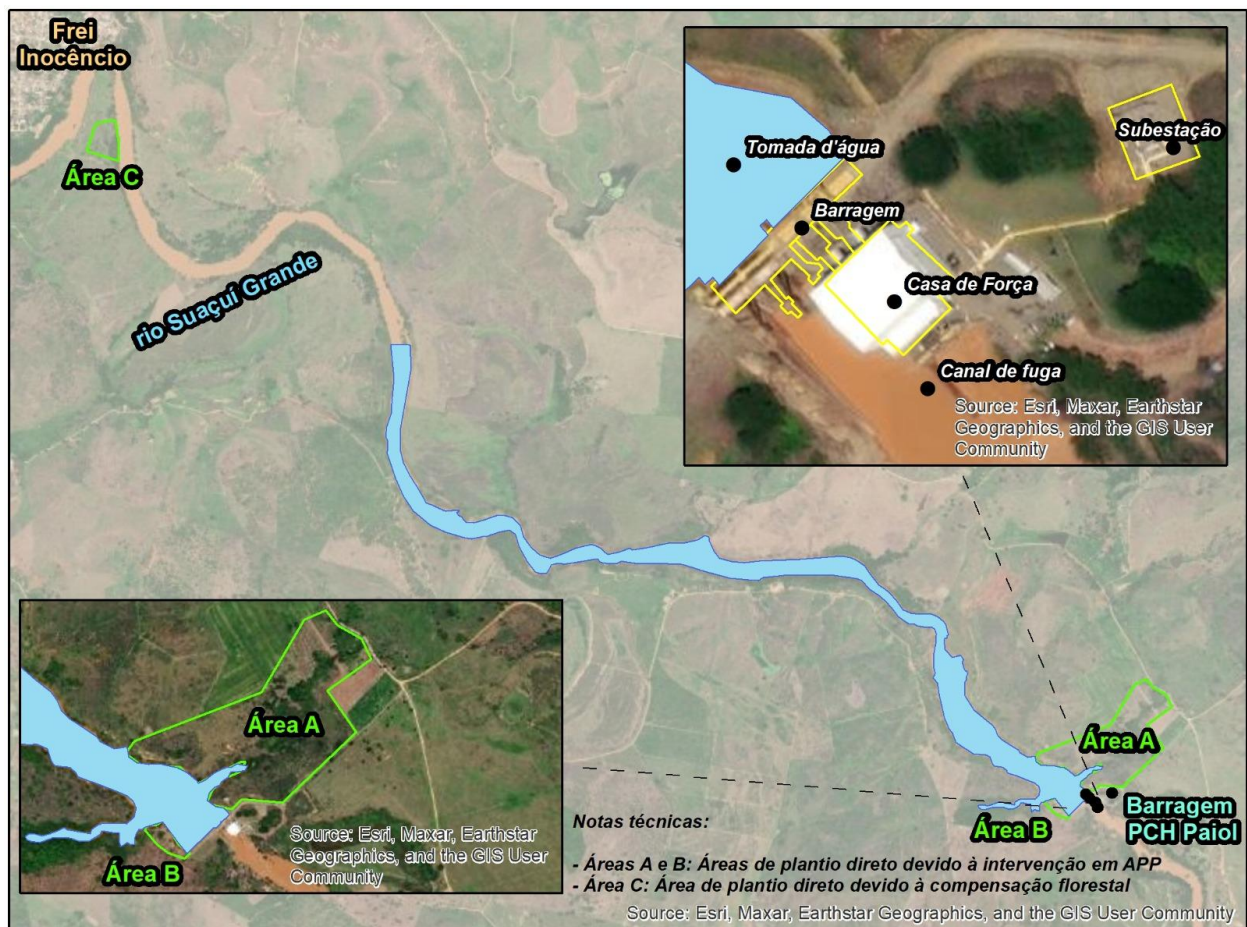 Frei
Inocêncio
Área C
rio Suaçuí Grande
Tomada d'água
Subestação
Barragem
Casa de Força
Canal de fuga
Source: Esri, Maxar, Earthstar
Geographics, and the GIS User
Community
Área A
Área B
Source: Esri, Maxar, Earthstar
Geographics, and the GIS User
Community
Área A
Área B
Barragem
PCH Paiol
Notas técnicas:
- Áreas A e B: Áreas de plantio direto devido à intervenção em APP
- Área C: Área de plantio direto devido à compensação florestal
Source: Esri, Maxar, Earthstar Geographics, and the GIS User Community